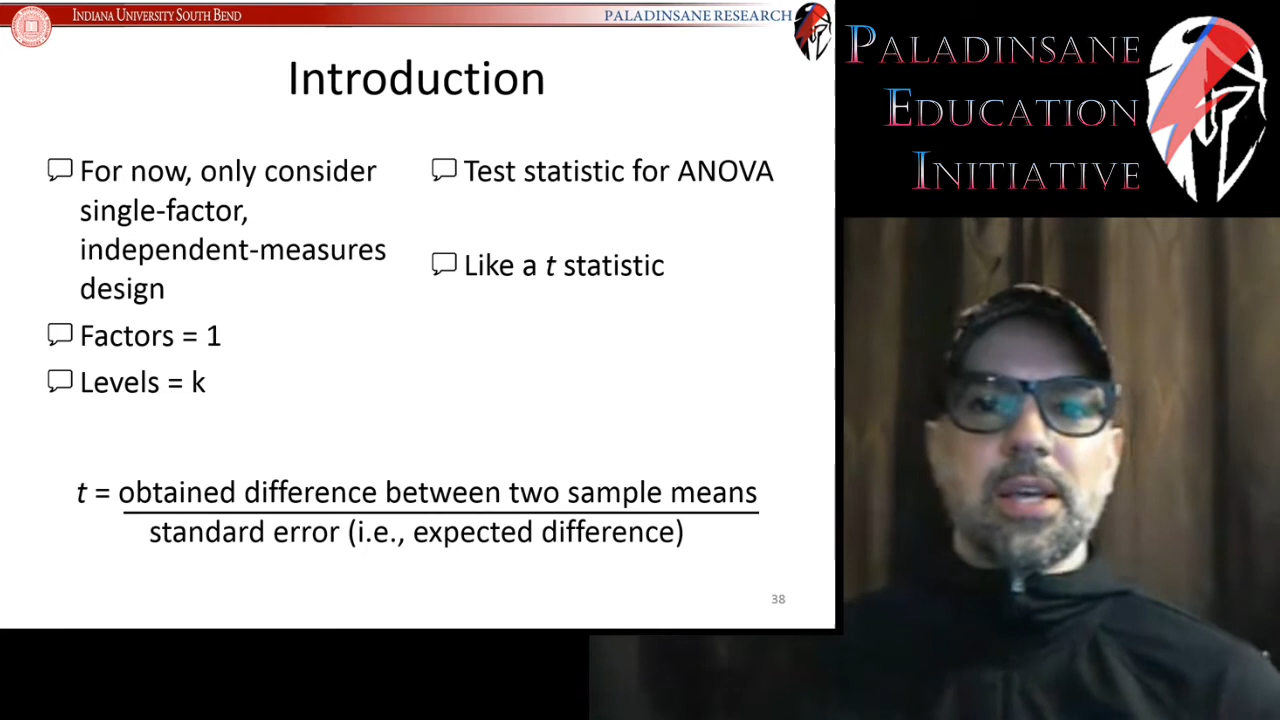 INDIANA UNIVERSITY SOUTH BEND
PALADINSANE RESEARCH
PALADINSANE
EDUCATION
INITIATIVE
Introduction
For now, only consider
single-factor,
independent-measures
design
Factors = 1
Levels = k
Test statistic for ANOVA
Like a t statistic
t = obtained difference between two sample means
standard error (i.e., expected difference)
38